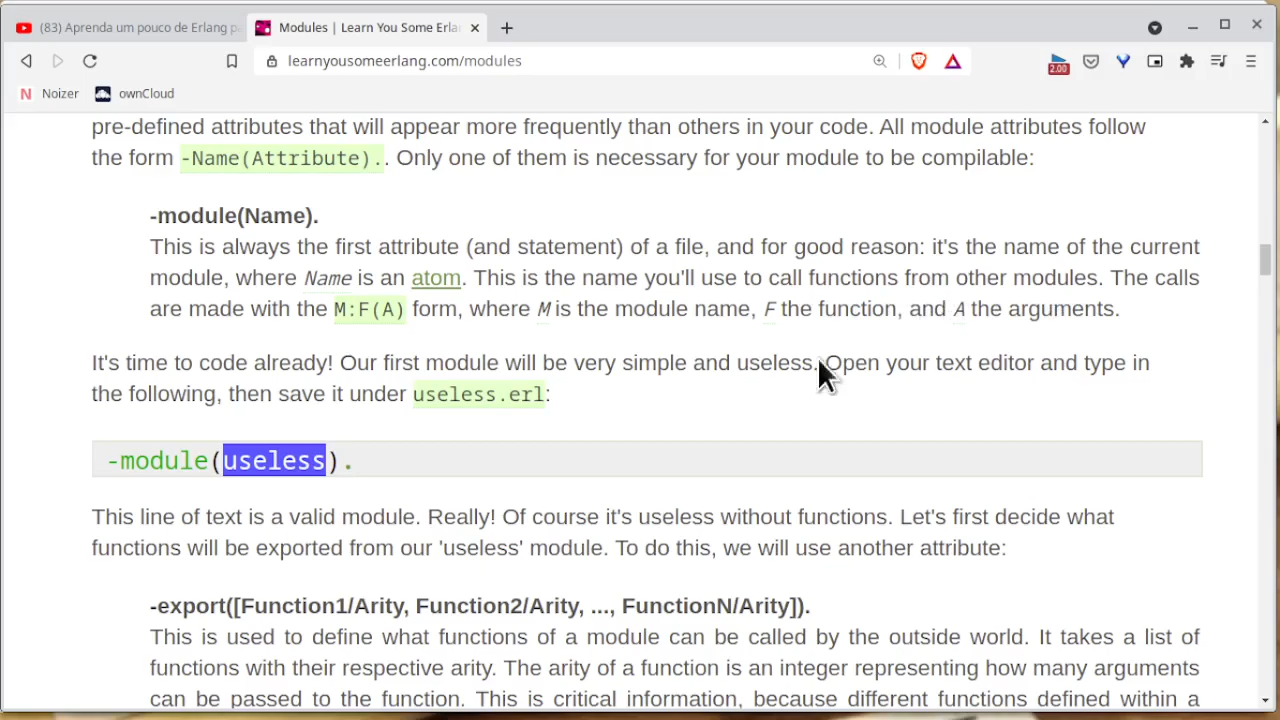 (83) Aprenda um pouco de Erlang pa
Modules | Learn You Some Erla
learnyousomeerlang.com/modules
2.00
N Noizer ownCloud
pre-defined attributes that will appear more frequently than others in your code. All module attributes follow
the form -Name(Attribute).. Only one of them is necessary for your module to be compilable:
-module(Name).
This is always the first attribute (and statement) of a file, and for good reason: it's the name of the current
module, where Name is an atom. This is the name you'll use to call functions from other modules. The calls
are made with the M:F(A) form, where M is the module name, F the function, and A the arguments.
It's time to code already! Our first module will be very simple and useless. Open your text editor and type in
the following, then save it under useless.erl:
-module(useless).
This line of text is a valid module. Really! Of course it's useless without functions. Let's first decide what
functions will be exported from our 'useless' module. To do this, we will use another attribute:
-export([Function1/Arity, Function2/Arity, ..., FunctionN/Arity]).
This is used to define what functions of a module can be called by the outside world. It takes a list of
functions with their respective arity. The arity of a function is an integer representing how many arguments
can be passed to the function. This is critical information, because different functions defined within a